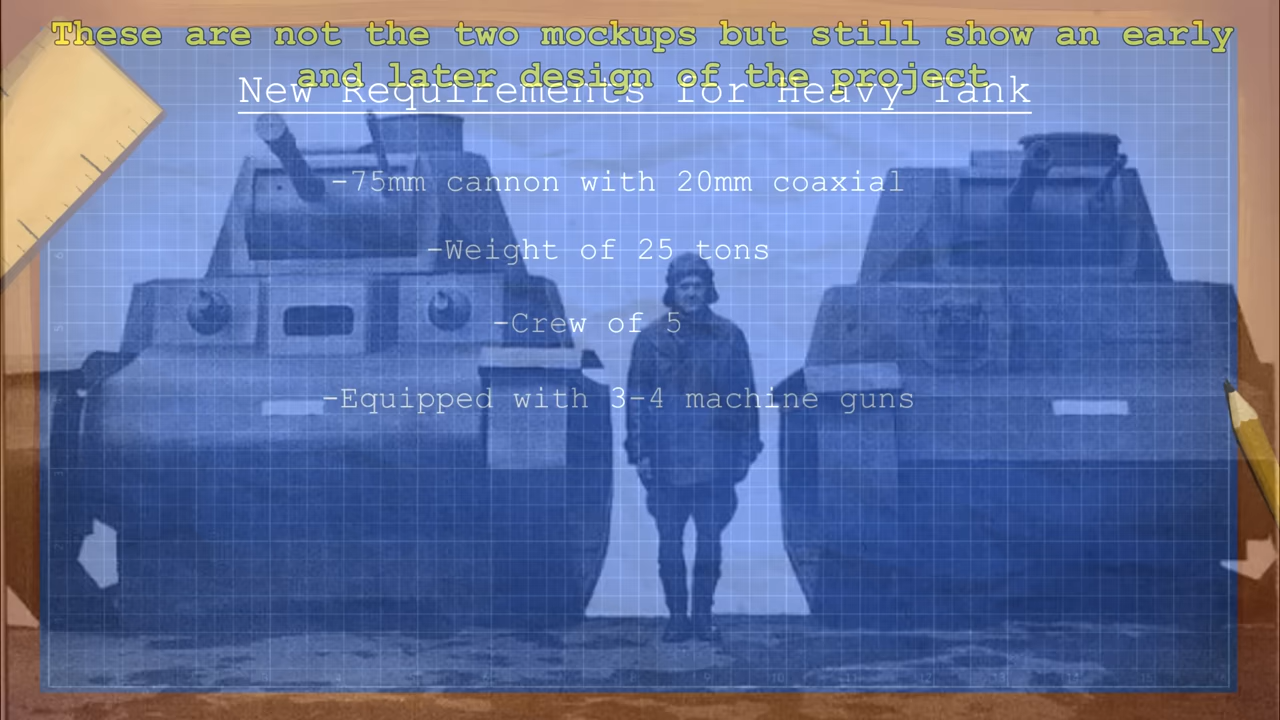 These are not the two mockups but still show an early
and later design of the project
New Requirements for Heavy Tank
-75mm cannon with 20mm coaxial
-Weight of 25 tons
-Crew of 5
-Equipped with 3-4 machine guns